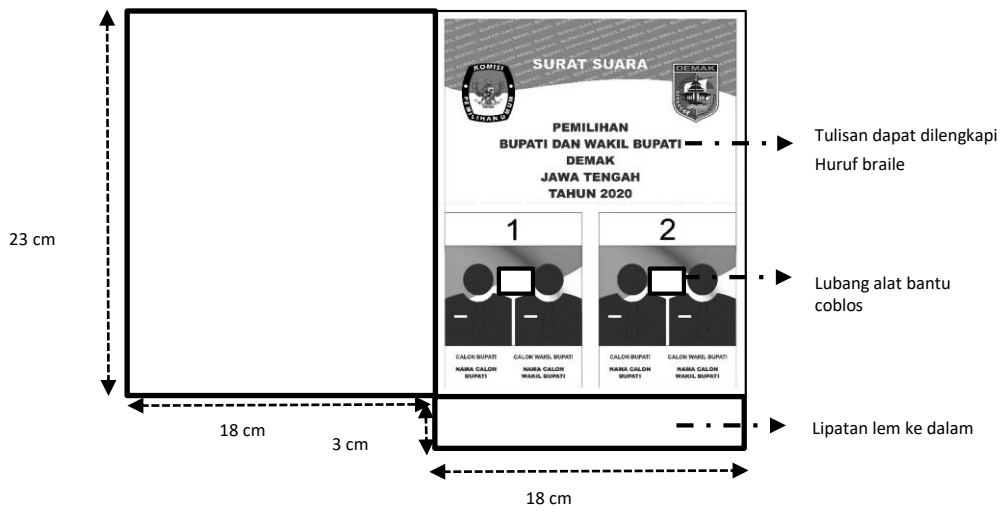 SURAT SUARA
KOMISI
PEMILIHAN UMUM
DEMAK
PEMILIHAN
BUPATI DAN WAKIL BUPATI
DEMAK
JAWA TENGAH
TAHUN 2020
Tulisan dapat dilengkapi
Huruf braile
1
2
23 cm
Lubang alat bantu
coblos
CALON BUPATI
CALON WAKIL BUPATI
CALON BUPATI
CALON WAKIL BUPATI
NAMA CALON
BUPATI
NAMA CALON
WAKIL BUPATI
NAMA CALON
BUPATI
NAMA CALON
WAKIL BUPATI
18 cm
3 cm
Lipatan lem ke dalam
18 cm